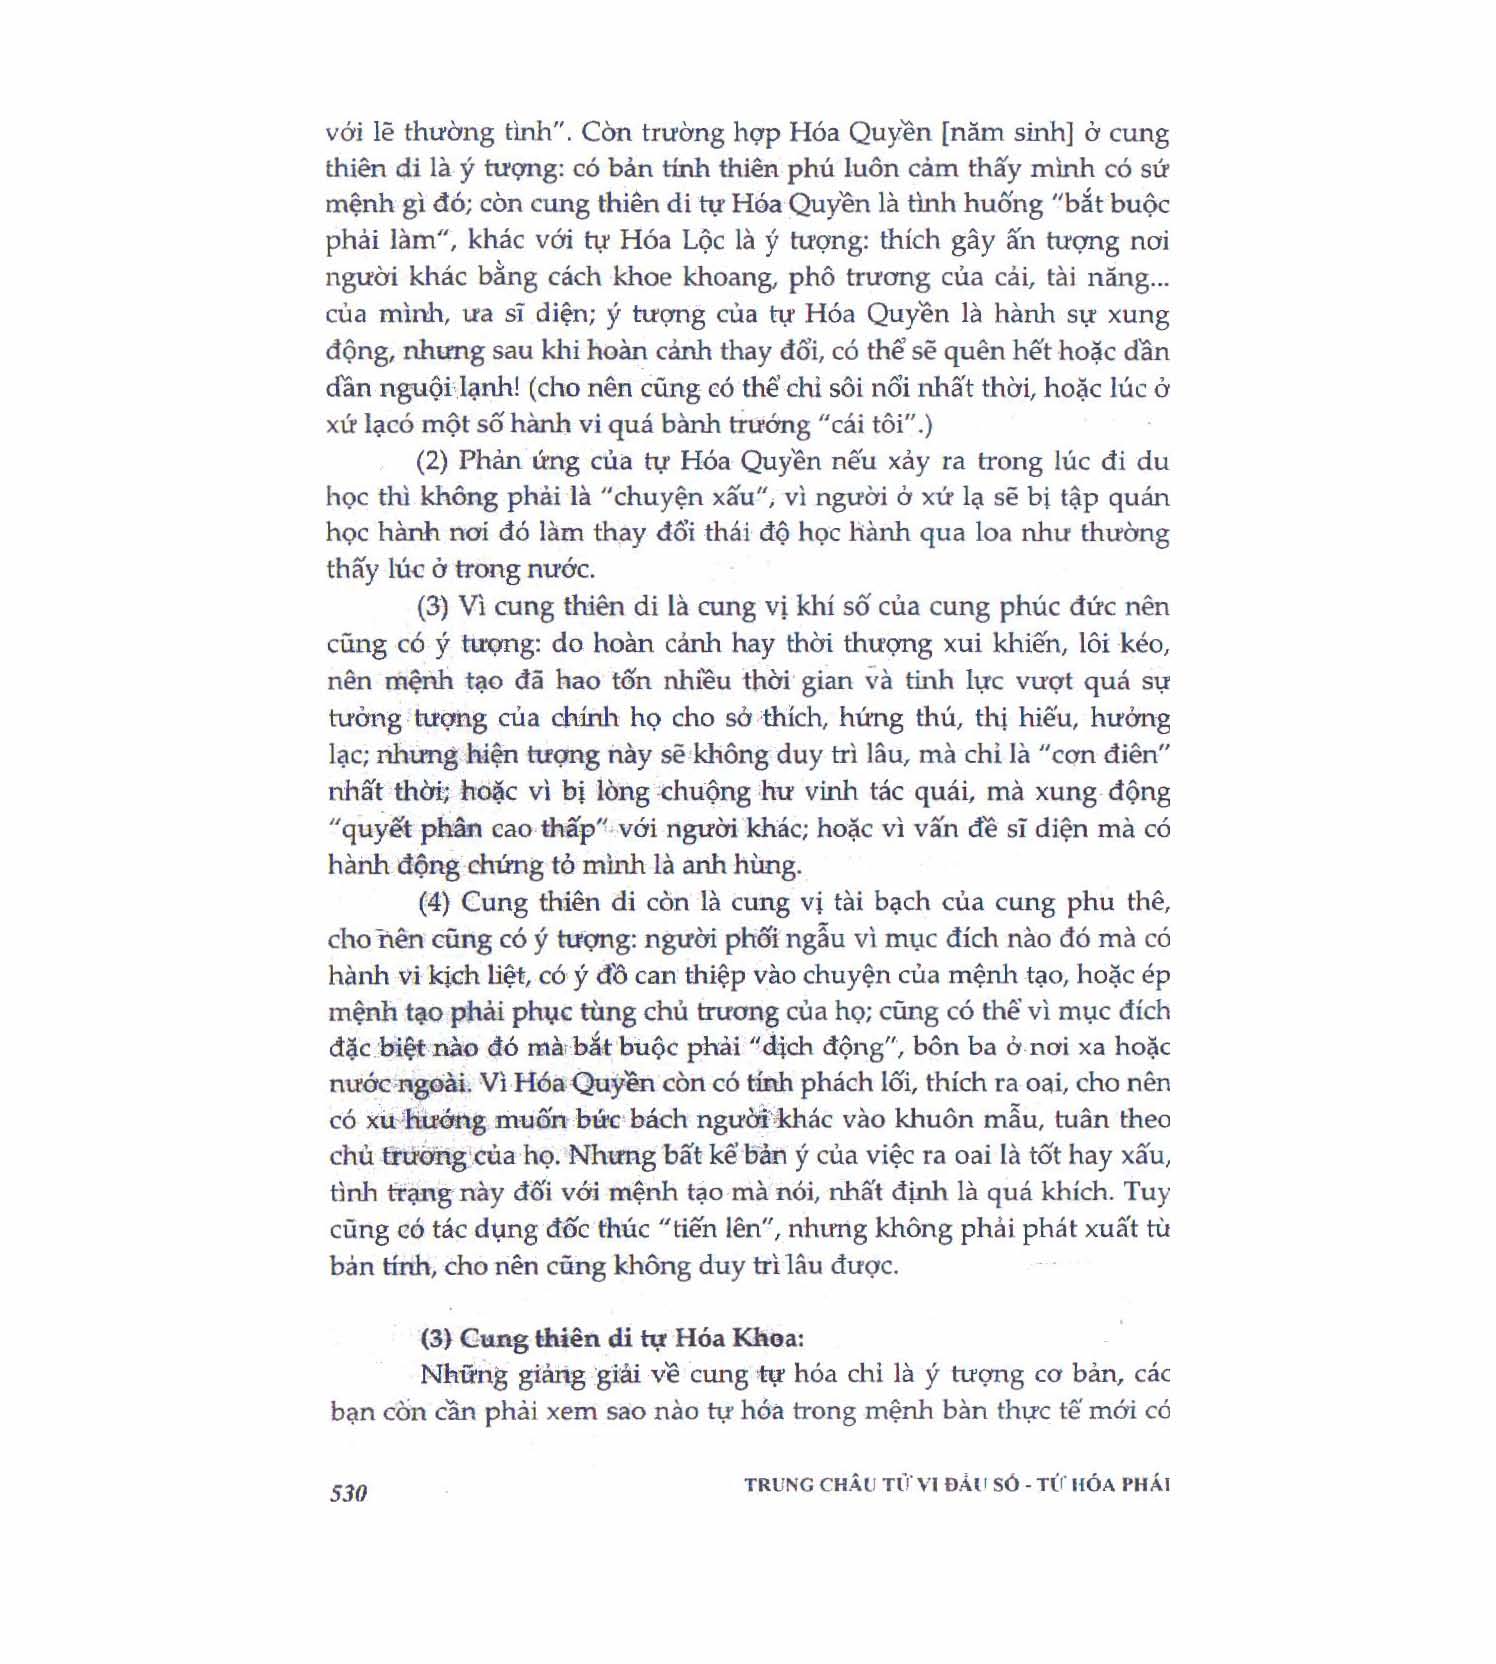 với lẽ thường tình". Còn trường hợp Hóa Quyền [năm sinh] ở cung
thiên di là ý tượng: có bản tính thiên phú luôn cảm thấy mình có sứ
mệnh gì đó; còn cung thiên di tự Hóa Quyền là tình huống "bắt buộc
phải làm", khác với tự Hóa Lộc là ý tượng: thích gây ấn tượng nơi
người khác bằng cách khoe khoang, phô trương của cải, tài năng...
của mình, ưa sĩ diện; ý tượng của tự Hóa Quyền là hành sự xung
động, nhưng sau khi hoàn cảnh thay đổi, có thể sẽ quên hết hoặc dần
dần nguội lạnh! (cho nên cũng có thể chỉ sôi nổi nhất thời, hoặc lúc ở
xứ lạcó một số hành vi quá bành trướng "cái tôi".)
(2) Phản ứng của tự Hóa Quyền nếu xảy ra trong lúc đi du
học thì không phải là "chuyện xấu", vì người ở xứ lạ sẽ bị tập quán
học hành nơi đó làm thay đổi thái độ học hành qua loa như thường
thấy lúc ở trong nước.
(3) Vì cung thiên di là cung vị khí số của cung phúc đức nên
cũng có ý tượng: do hoàn cảnh hay thời thượng xui khiến, lôi kéo,
nên mệnh tạo đã hao tốn nhiều thời gian và tinh lực vượt quá sự
tưởng tượng của chính họ cho sở thích, hứng thú, thị hiếu, hưởng
lạc; nhưng hiện tượng này sẽ không duy trì lâu, mà chỉ là "cơn điên"
nhất thời; hoặc vì bị lòng chuộng hư vinh tác quái, mà xung động
"quyết phân cao thấp" với người khác; hoặc vì vấn đề sĩ diện mà có
hành động chứng tỏ mình là anh hùng.
(4) Cung thiên di còn là cung vị tài bạch của cung phu thê,
cho nên cũng có ý tượng: người phối ngẫu vì mục đích nào đó mà có
hành vi kịch liệt, có ý đồ can thiệp vào chuyện của mệnh tạo, hoặc ép
mệnh tạo phải phục tùng chủ trương của họ; cũng có thể vì mục đích
đặc biệt nào đó mà bắt buộc phải "dịch động", bôn ba ở nơi xa hoặc
nước ngoài. Vì Hóa Quyền còn có tính phách lối, thích ra oai, cho nên
có xu hướng muốn bức bách người khác vào khuôn mẫu, tuân theo
chủ trương của họ. Nhưng bất kể bản ý của việc ra oai là tốt hay xấu,
tình trạng này đối với mệnh tạo mà nói, nhất định là quá khích. Tuy
cũng có tác dụng đốc thúc "tiến lên", nhưng không phải phát xuất từ
bản tính, cho nên cũng không duy trì lâu được.
(3) Cung thiên di tự Hóa Khoa:
Những giảng giải về cung tự hóa chỉ là ý tượng cơ bản, các
bạn còn cần phải xem sao nào tự hóa trong mệnh bàn thực tế mới có
530
TRUNG CHÂU TỬ VI ĐẨU SỐ - TỨ HÓA PHÁI